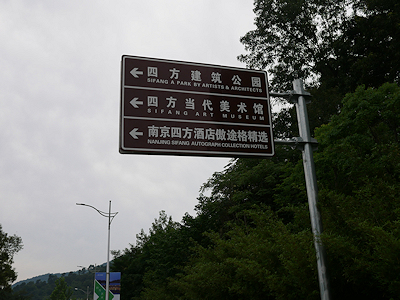 四方建筑公园
SIFANG A PARK BY ARTISTS & ARCHITECTS
四方当代美术馆
SIFANG ART MUSEUM
南京四方酒店傲途格精选
NANJING SIFANG AUTOGRAPH COLLECTION HOTELS